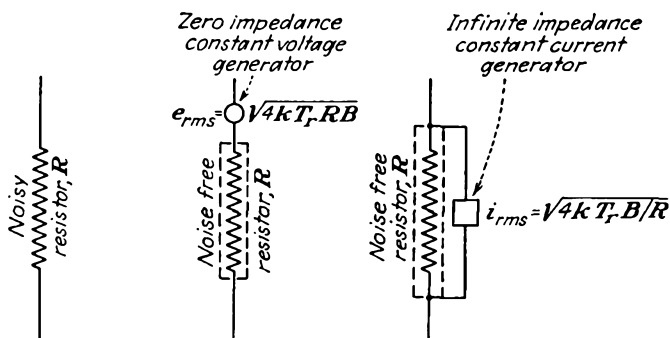 Zero impedance
constant voltage
generator
Infinite impedance
constant current
generator
e_rms = √4kT_rRB
i_rms = √4kT_rB/R
Noisy
resistor, R
Noise free
resistor, R
Noise free
resistor, R